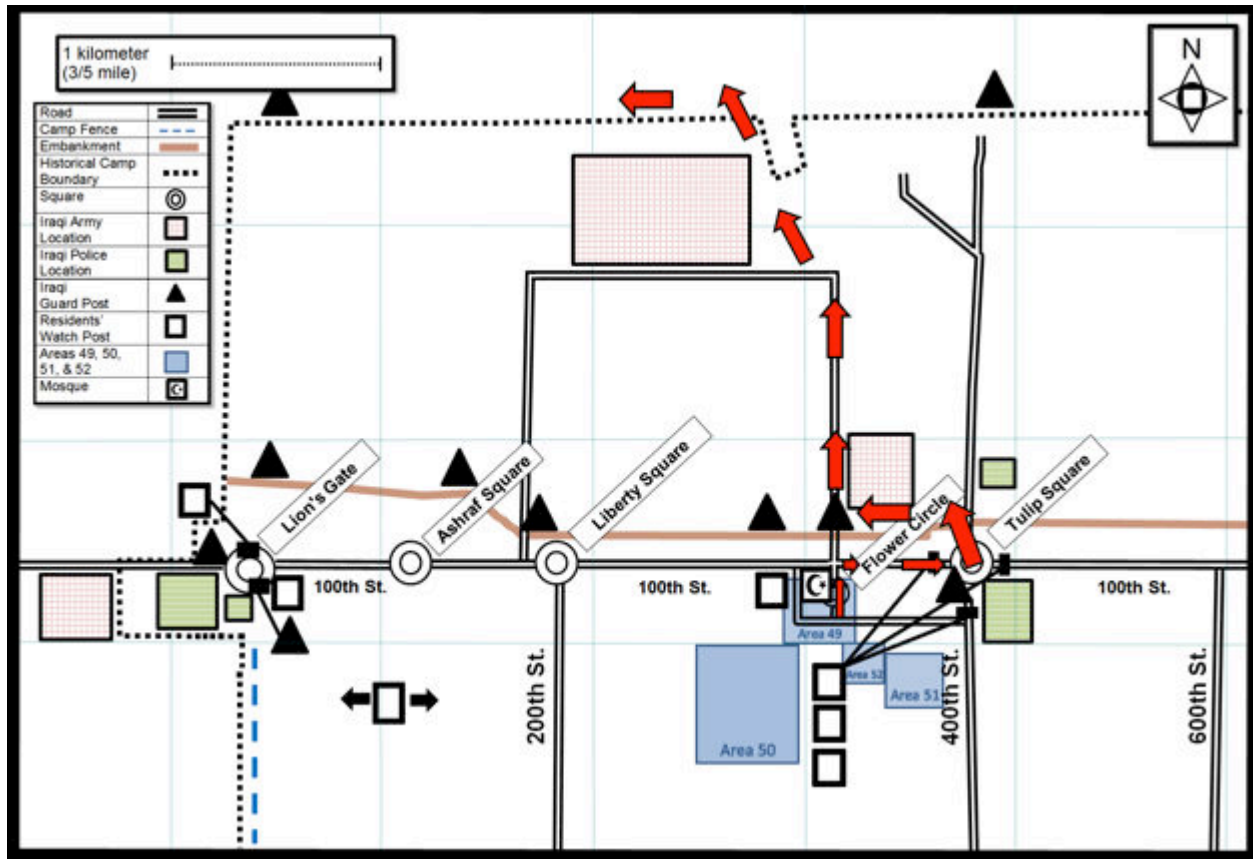 1 kilometer
(3/5 mile)
N
Road
Camp Fence
Embankment
Historical Camp
Boundary
Square
Iraqi Army
Location
Iraqi Police
Location
Iraqi
Guard Post
Residents'
Watch Post
Areas 49, 50,
51, & 52
Mosque
Lion's Gate
Ashraf Square
Liberty Square
Flower Circle
Tulip Square
100th St.
100th St.
100th St.
Area 49
Area 52
Area 51
Area 50
200th St.
400th St.
600th St.